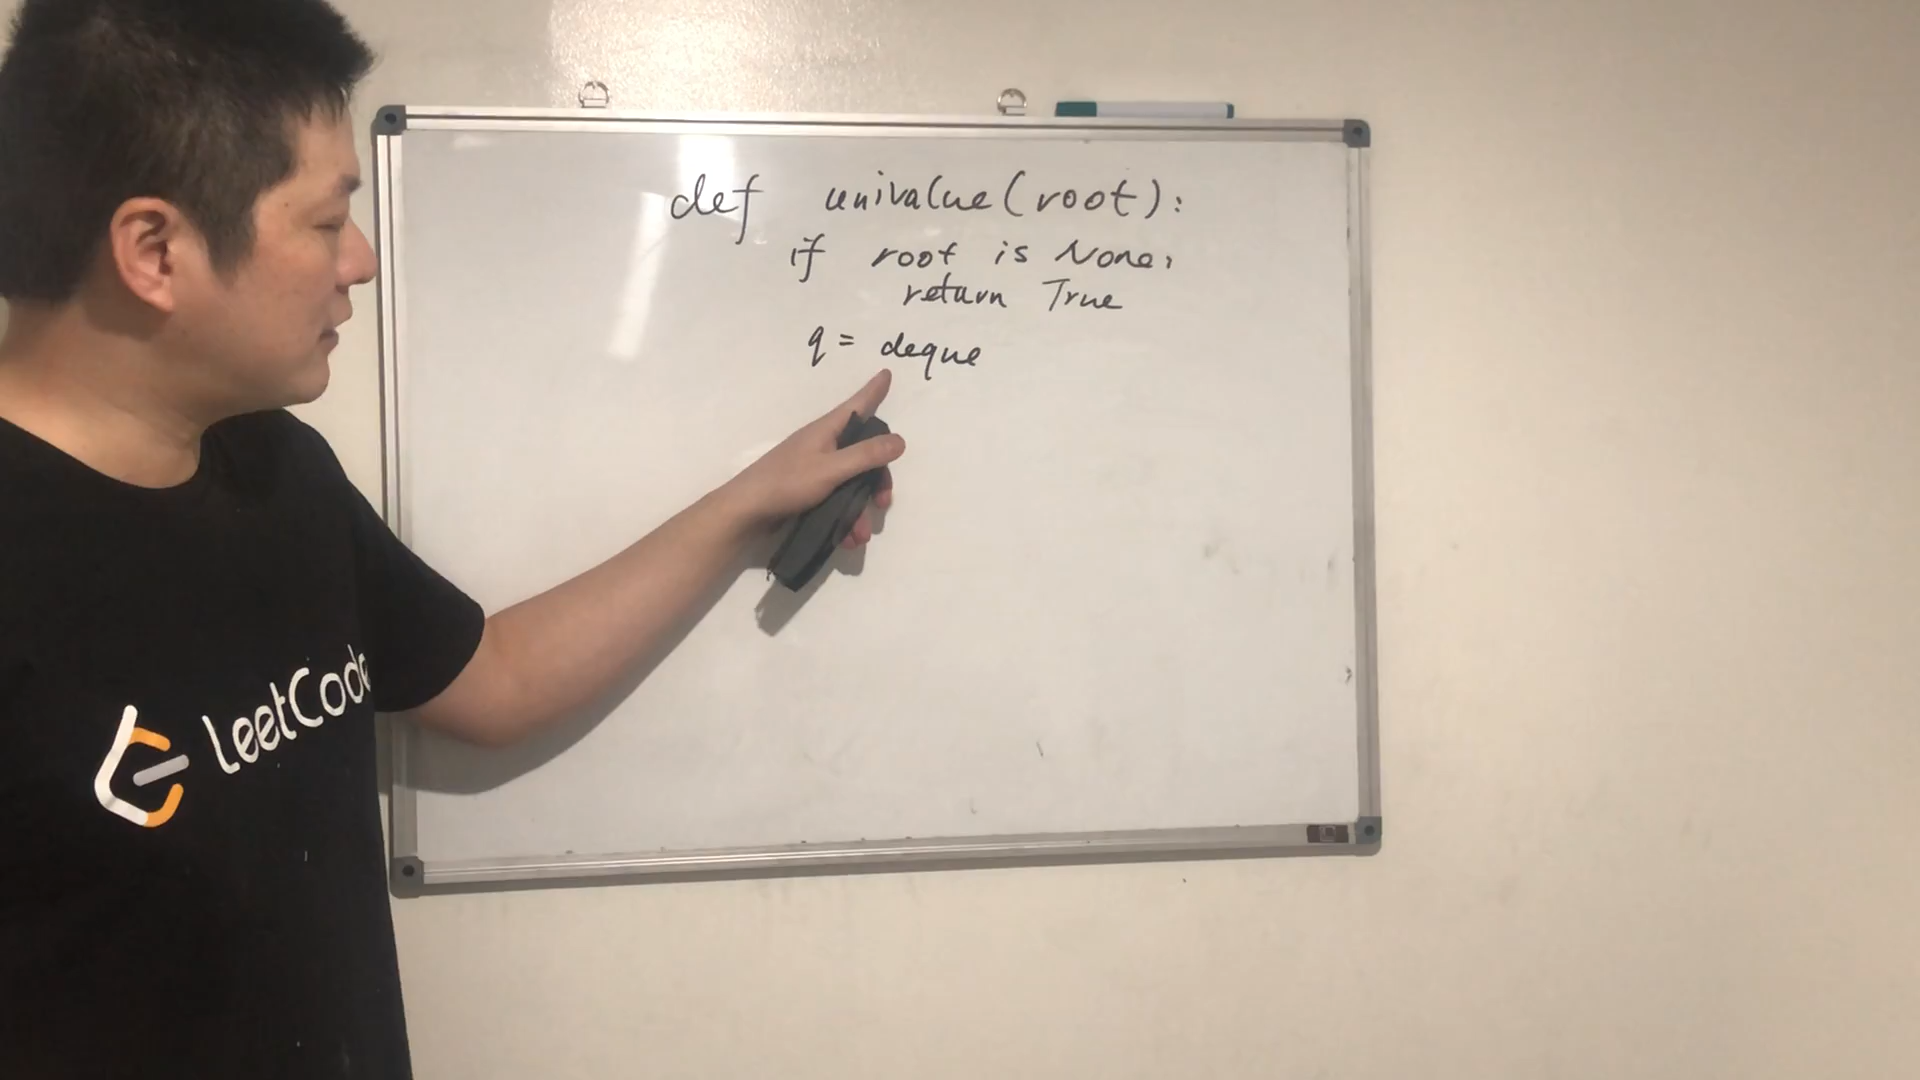 def univalue(root):
if root is None:
return True
q = deque
LeetCode